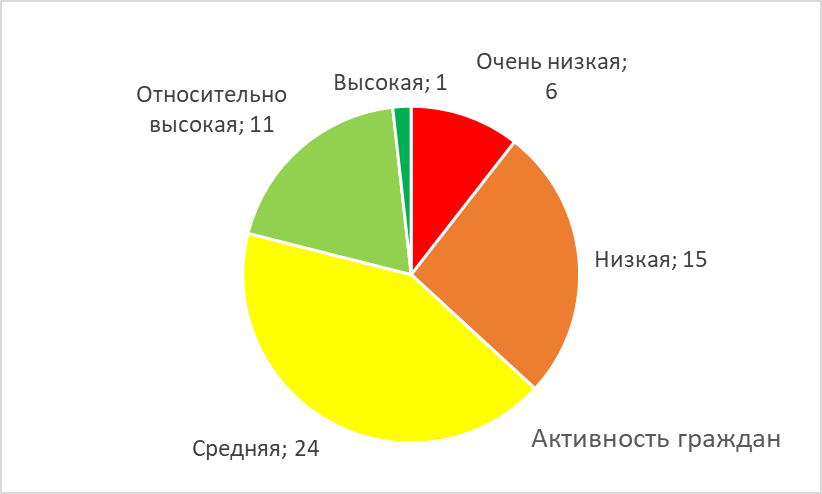 Очень низкая;
6
Высокая; 1
Относительно
высокая; 11
Низкая; 15
Активность граждан
Средняя; 24